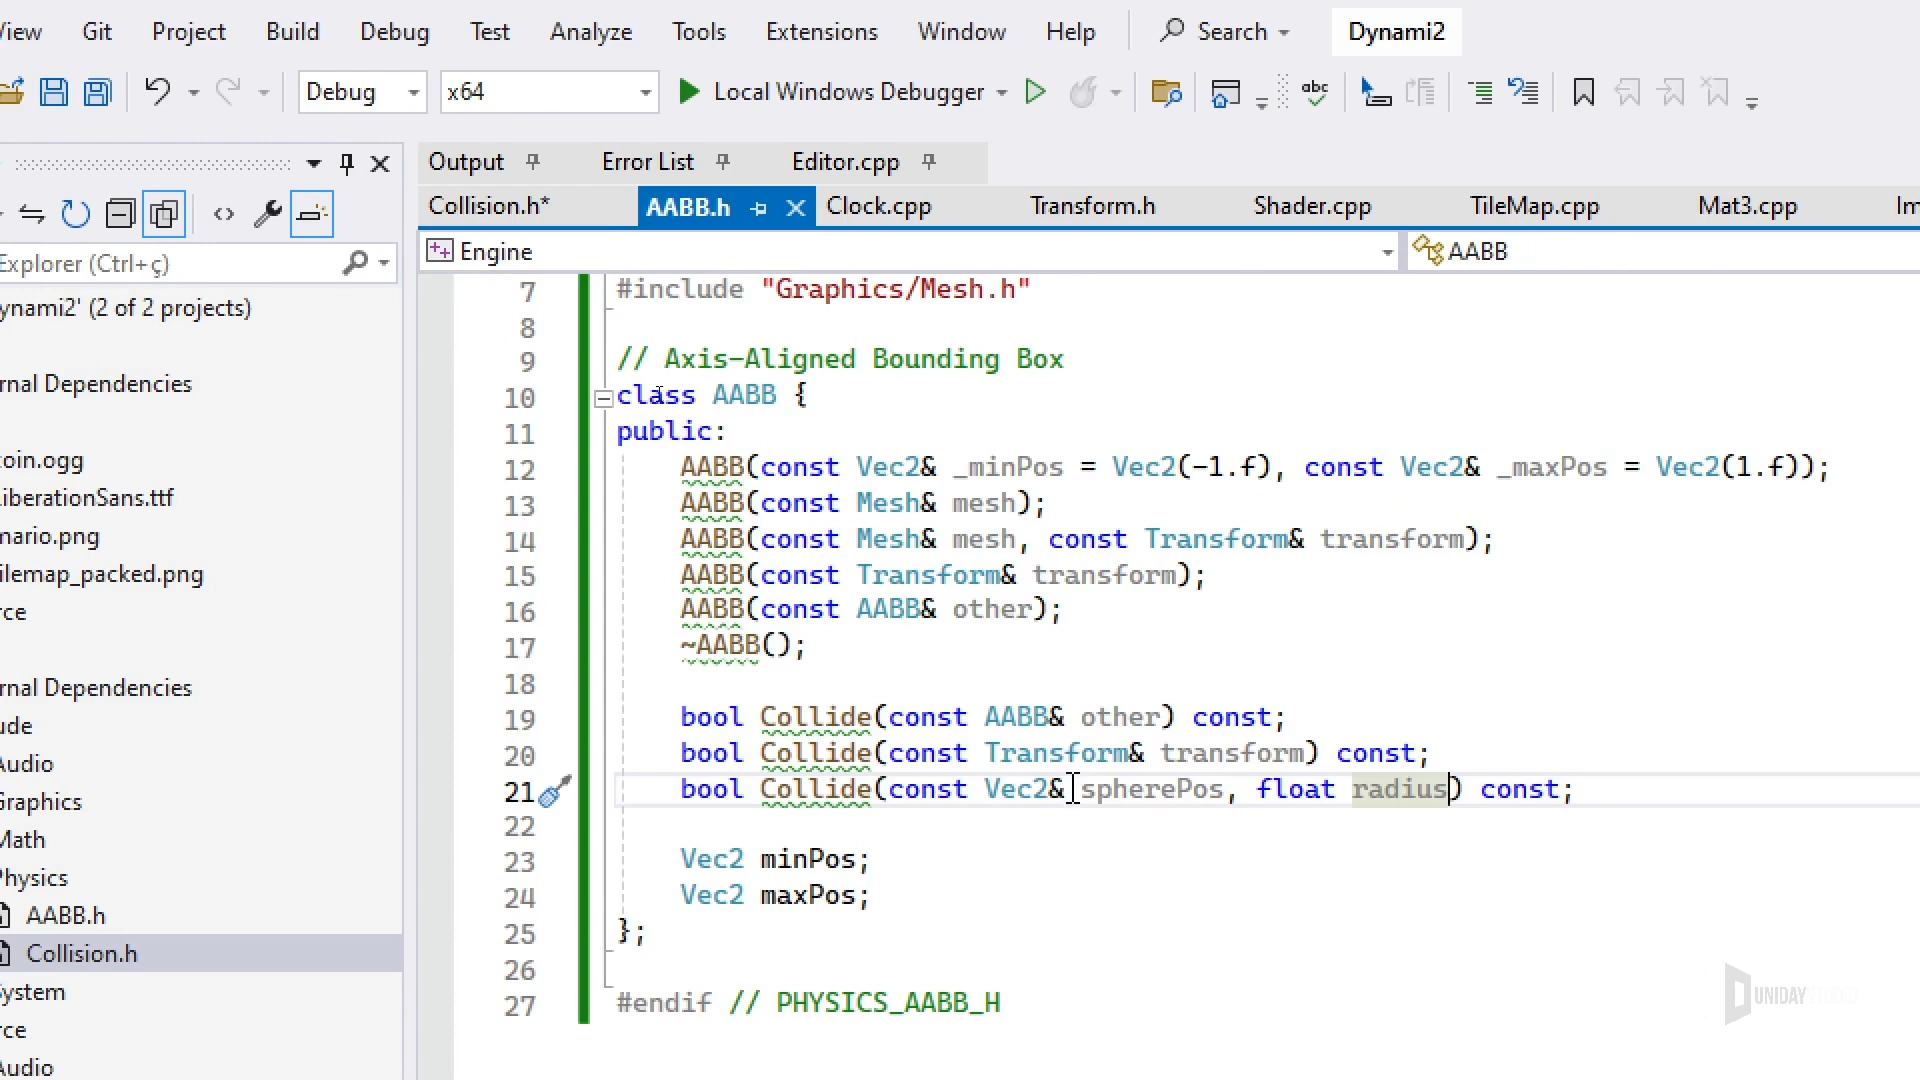 View Git Project Build Debug Test Analyze Tools Extensions Window Help Search Dynami2
Debug x64 Local Windows Debugger abc
Output Error List Editor.cpp
Collision.h* AABB.h Clock.cpp Transform.h Shader.cpp TileMap.cpp Mat3.cpp Im
Engine AABB
Explorer (Ctrl+ç)
ynami2' (2 of 2 projects)
rnal Dependencies
oin.ogg
iberationSans.ttf
mario.png
ilemap_packed.png
rce
rnal Dependencies
ude
Audio
Graphics
Math
Physics
AABB.h
Collision.h
System
rce
Audio
7 #include "Graphics/Mesh.h"
8
9 // Axis-Aligned Bounding Box
10 class AABB {
11 public:
12 AABB(const Vec2& _minPos = Vec2(-1.f), const Vec2& _maxPos = Vec2(1.f));
13 AABB(const Mesh& mesh);
14 AABB(const Mesh& mesh, const Transform& transform);
15 AABB(const Transform& transform);
16 AABB(const AABB& other);
17 ~AABB();
18
19 bool Collide(const AABB& other) const;
20 bool Collide(const Transform& transform) const;
21 bool Collide(const Vec2& spherePos, float radius) const;
22
23 Vec2 minPos;
24 Vec2 maxPos;
25 };
26
27 #endif // PHYSICS_AABB_H
UNIDAY STUDIO